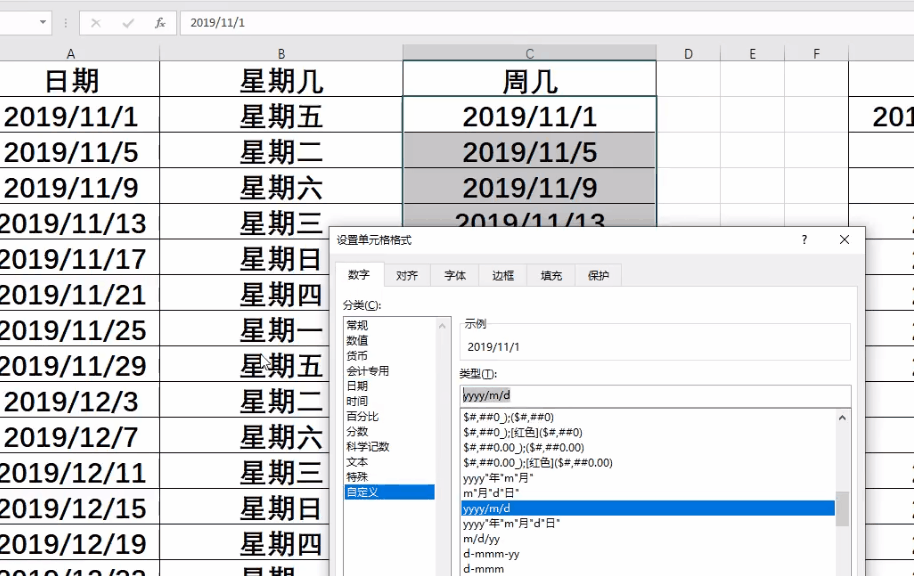 fx 2019/11/1
A B C D E F
日期 星期几 周几
2019/11/1 星期五 2019/11/1 201
2019/11/5 星期二 2019/11/5
2019/11/9 星期六 2019/11/9
2019/11/13 星期三 2019/11/13
2019/11/17 星期日
2019/11/21 星期四
2019/11/25 星期一
2019/11/29 星期五
2019/12/3 星期二
2019/12/7 星期六
2019/12/11 星期三
2019/12/15 星期日
2019/12/19 星期四
设置单元格格式 ?
数字 对齐 字体 边框 填充 保护
分类(C):
常规
数值
货币
会计专用
日期
时间
百分比
分数
科学记数
文本
特殊
自定义
示例
2019/11/1
类型(T):
yyyy/m/d
$#,##0_);($#,##0)
$#,##0_);[红色]($#,##0)
$#,##0.00_);($#,##0.00)
$#,##0.00_);[红色]($#,##0.00)
yyyy"年"m"月"
m"月"d"日"
yyyy/m/d
yyyy"年"m"月"d"日"
m/d/yy
d-mmm-yy
d-mmm